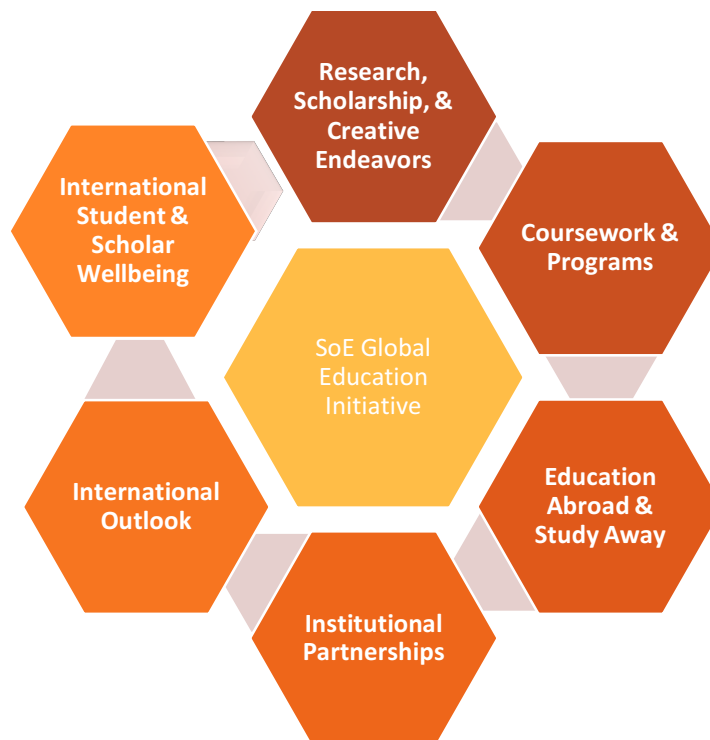 Research,
Scholarship, &
Creative
Endeavors
Coursework &
Programs
Education
Abroad &
Study Away
Institutional
Partnerships
International
Outlook
International
Student &
Scholar
Wellbeing
SoE Global
Education
Initiative